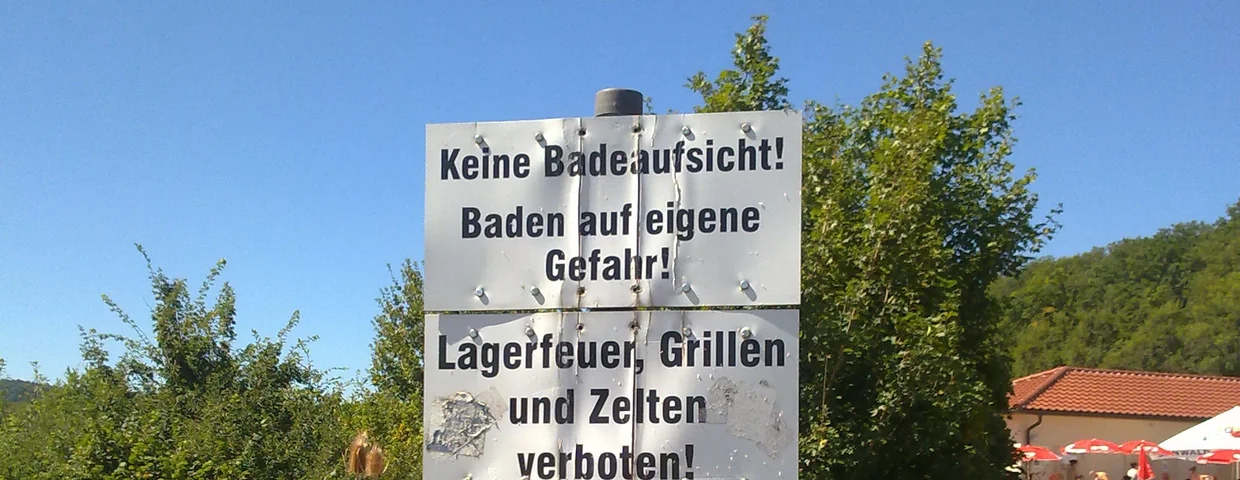 Keine Badeaufsicht!
Baden auf eigene
Gefahr!
Lagerfeuer, Grillen
und Zelten
verboten!